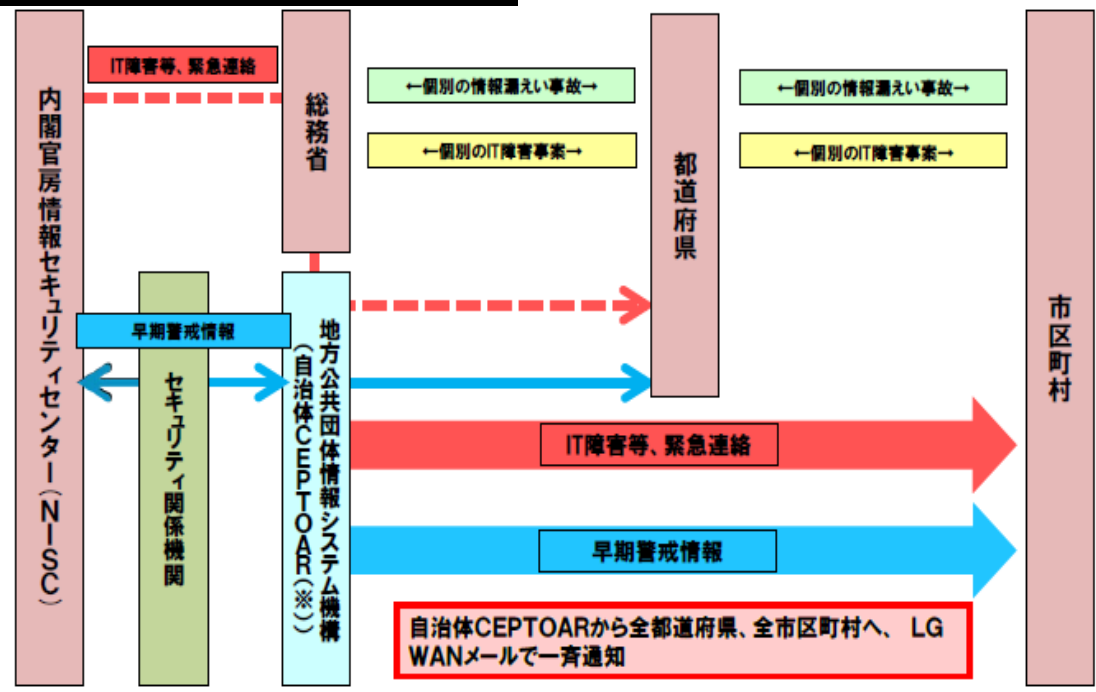 内閣官房情報セキュリティセンター(NISC)
IT障害等、緊急連絡
総務省
←個別の情報漏えい事故→
←個別のIT障害事案→
都道府県
←個別の情報漏えい事故→
←個別のIT障害事案→
市区町村
早期警戒情報
セキュリティ関係機関
地方公共団体情報システム機構
(自治体CEPTOAR(※))
IT障害等、緊急連絡
早期警戒情報
自治体CEPTOARから全都道府県、全市区町村へ、 LG
WANメールで一斉通知